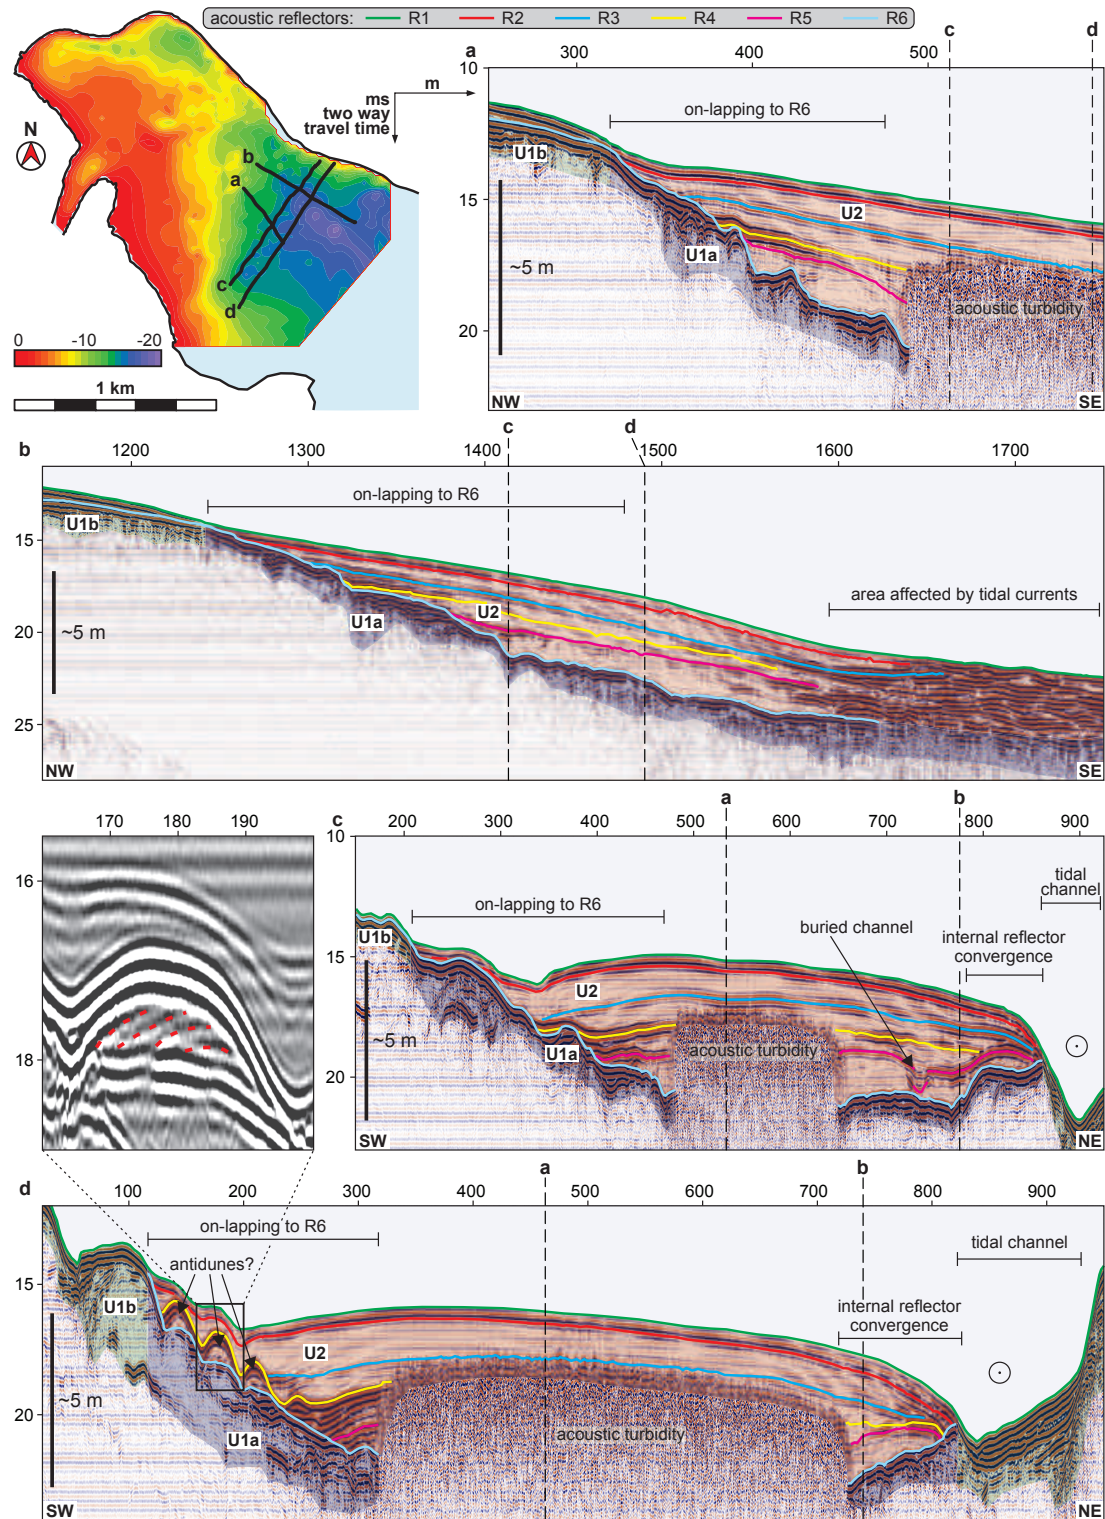 acoustic reflectors: R1 R2 R3 R4 R5 R6
N
ms
two way
travel time
m
b
a
c
d
0 -10 -20
1 km
a 300 400 500 c d
10
15
20
on-lapping to R6
U1b
U2
U1a
~5 m
acoustic turbidity
NW SE
b 1200 1300 1400 1500 1600 1700
c d
15
20
25
on-lapping to R6
U1b
U2
U1a
area affected by tidal currents
~5 m
NW SE
170 180 190
16
18
c 200 300 400 500 600 700 800 900
a b
10
15
20
tidal
channel
on-lapping to R6
buried channel
internal reflector
convergence
U1b
U2
U1a
~5 m
acoustic turbidity
SW NE
d 100 200 300 400 500 600 700 800 900
a b
15
20
on-lapping to R6
antidunes?
tidal channel
internal reflector
convergence
U1b
U2
U1a
~5 m
acoustic turbidity
SW NE